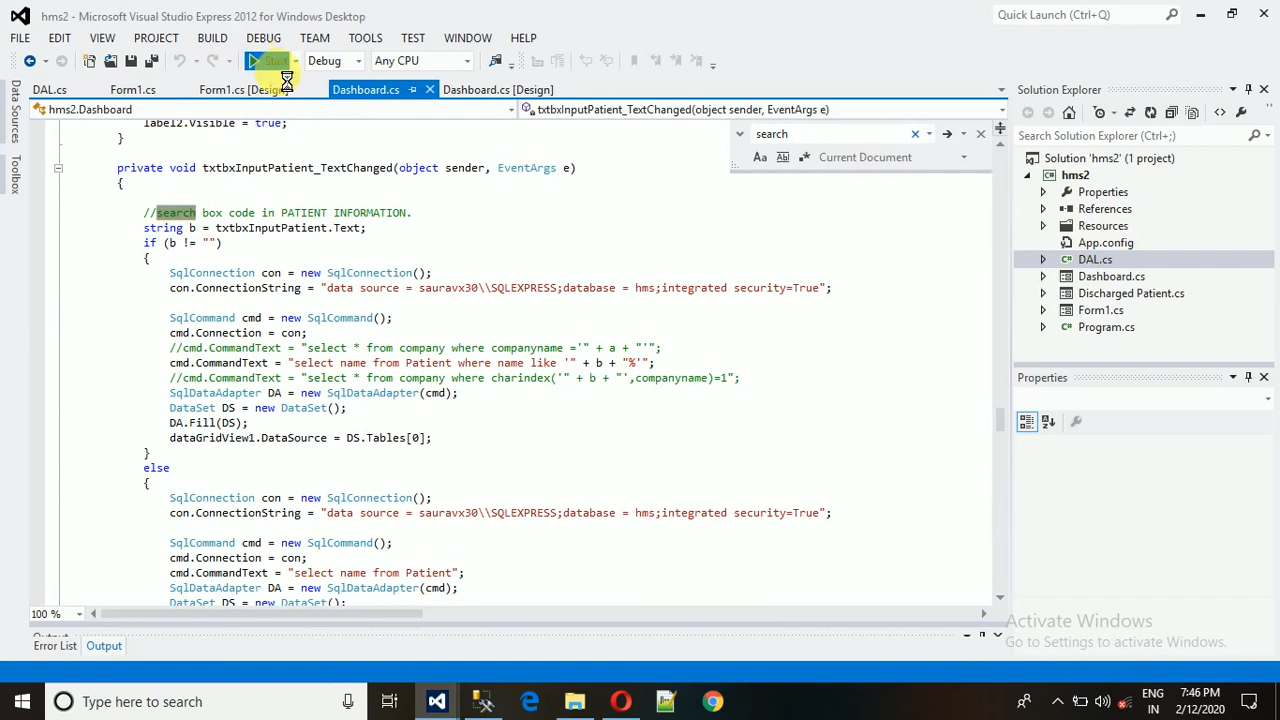 hms2 - Microsoft Visual Studio Express 2012 for Windows Desktop
Quick Launch (Ctrl+Q)
FILE EDIT VIEW PROJECT BUILD DEBUG TEAM TOOLS TEST WINDOW HELP
Start Debug Any CPU
DAL.cs Form1.cs Form1.cs [Design] Dashboard.cs Dashboard.cs [Design]
Solution Explorer
hms2.Dashboard txtbxInputPatient_TextChanged(object sender, EventArgs e)
Data Sources
Toolbox
label2.Visible = true;
}
private void txtbxInputPatient_TextChanged(object sender, EventArgs e)
{
//search box code in PATIENT INFORMATION.
string b = txtbxInputPatient.Text;
if (b != "")
{
SqlConnection con = new SqlConnection();
con.ConnectionString = "data source = sauravx30\\SQLEXPRESS;database = hms;integrated security=True";
SqlCommand cmd = new SqlCommand();
cmd.Connection = con;
//cmd.CommandText = "select * from company where companyname ='" + a + "'";
cmd.CommandText = "select name from Patient where name like '" + b + "%'";
//cmd.CommandText = "select * from company where charindex('" + b + "',companyname)=1";
SqlDataAdapter DA = new SqlDataAdapter(cmd);
DataSet DS = new DataSet();
DA.Fill(DS);
dataGridView1.DataSource = DS.Tables[0];
}
else
{
SqlConnection con = new SqlConnection();
con.ConnectionString = "data source = sauravx30\\SQLEXPRESS;database = hms;integrated security=True";
SqlCommand cmd = new SqlCommand();
cmd.Connection = con;
cmd.CommandText = "select name from Patient";
SqlDataAdapter DA = new SqlDataAdapter(cmd);
DataSet DS = new DataSet();
search
Aa Current Document
Search Solution Explorer (Ctrl+;)
Solution 'hms2' (1 project)
hms2
Properties
References
Resources
App.config
DAL.cs
Dashboard.cs
Discharged Patient.cs
Form1.cs
Program.cs
Properties
100 %
Output
Error List Output
Activate Windows
Go to Settings to activate Windows.
Type here to search
ENG
IN
7:46 PM
2/12/2020